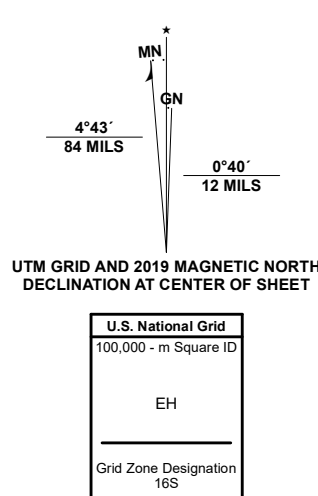 MN
GN
4°43´
84 MILS
0°40´
12 MILS
UTM GRID AND 2019 MAGNETIC NORTH
DECLINATION AT CENTER OF SHEET
U.S. National Grid
100,000 - m Square ID
EH
Grid Zone Designation
16S